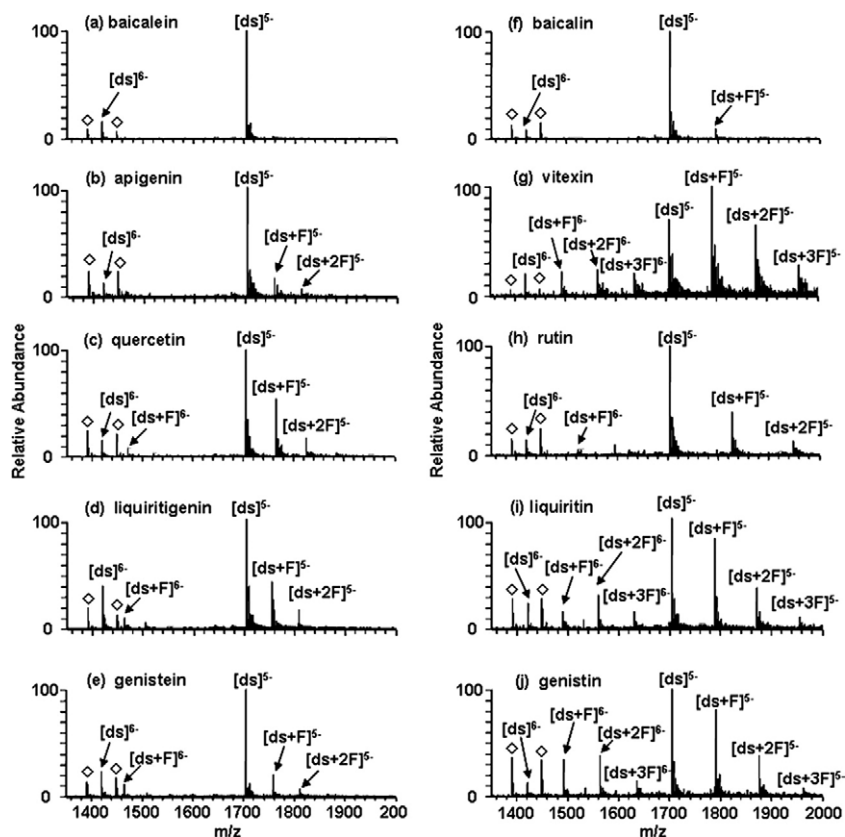 Relative Abundance
(a) baicalein
[ds]5-
[ds]6-
100
0
(b) apigenin
[ds]5-
[ds]6-
[ds+F]5-
[ds+2F]5-
100
0
(c) quercetin
[ds]5-
[ds]6-
[ds+F]6-
[ds+F]5-
[ds+2F]5-
100
0
(d) liquiritigenin
[ds]5-
[ds]6-
[ds+F]6-
[ds+F]5-
[ds+2F]5-
100
0
(e) genistein
[ds]5-
[ds]6-
[ds+F]6-
[ds+F]5-
[ds+2F]5-
100
0
1400 1500 1600 1700 1800 1900 200
m/z
Relative Abundance
(f) baicalin
[ds]5-
[ds]6-
[ds+F]5-
100
0
(g) vitexin
[ds+F]5-
[ds]5-
[ds+F]6-
[ds+2F]5-
[ds]6-
[ds+2F]6-
[ds+3F]6-
[ds+3F]5-
100
0
(h) rutin
[ds]5-
[ds]6-
[ds+F]6-
[ds+F]5-
[ds+2F]5-
100
0
(i) liquiritin
[ds]5-
[ds+F]5-
[ds+2F]6-
[ds]6-
[ds+F]6-
[ds+3F]6-
[ds+2F]5-
[ds+3F]5-
100
0
(j) genistin
[ds]5-
[ds+F]5-
[ds]6-
[ds+F]6-
[ds+2F]6-
[ds+3F]6-
[ds+2F]5-
[ds+3F]5-
100
0
1400 1500 1600 1700 1800 1900 2000
m/z